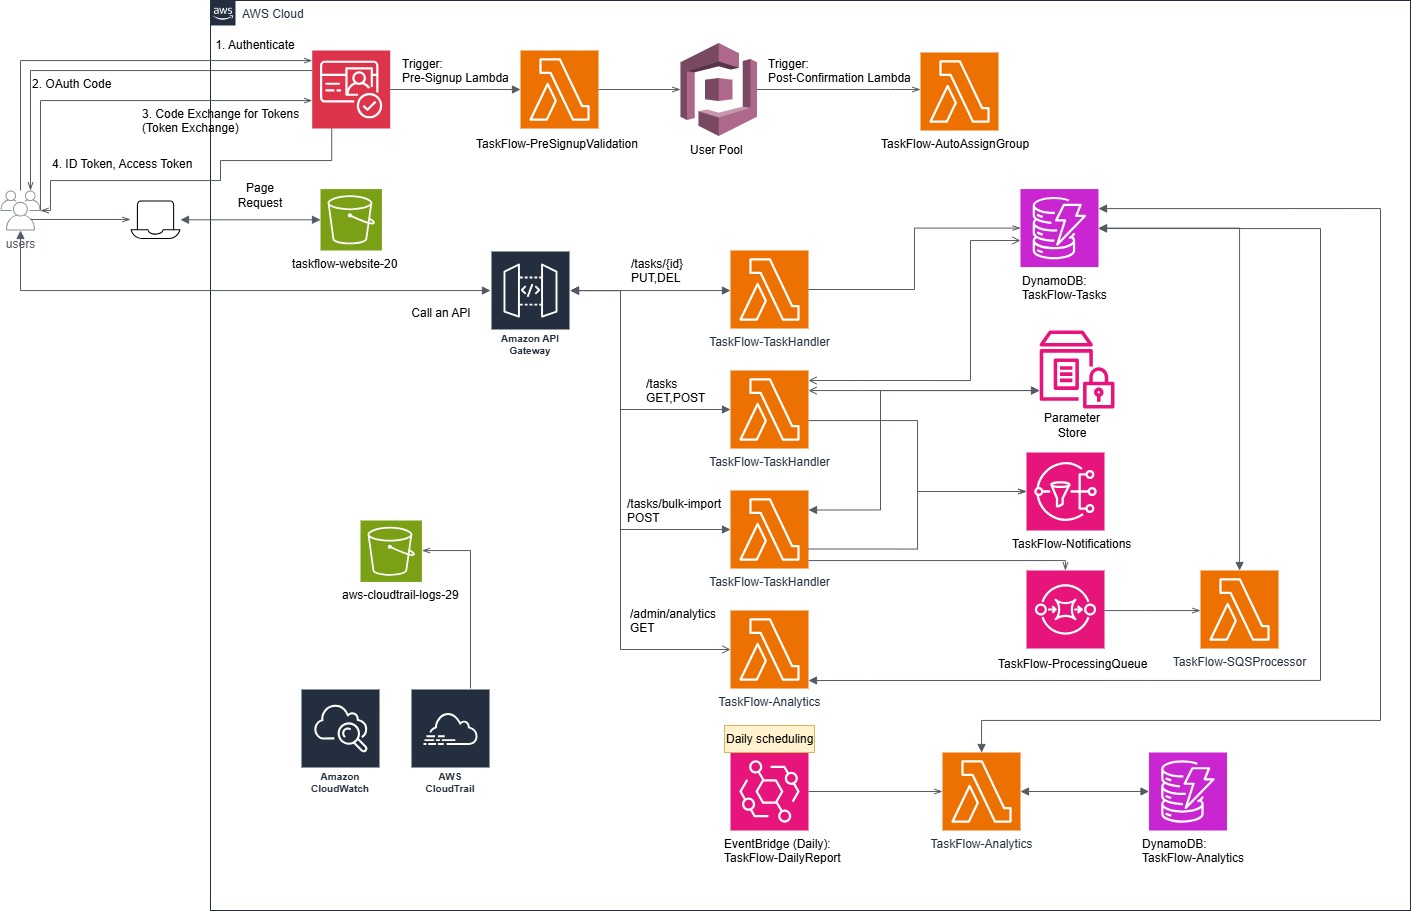 aws
AWS Cloud
1. Authenticate
2. OAuth Code
3. Code Exchange for Tokens
(Token Exchange)
4. ID Token, Access Token
Trigger:
Pre-Signup Lambda
TaskFlow-PreSignupValidation
User Pool
Trigger:
Post-Confirmation Lambda
TaskFlow-AutoAssignGroup
users
Page
Request
taskflow-website-20
Call an API
Amazon API
Gateway
/tasks/{id}
PUT,DEL
TaskFlow-TaskHandler
DynamoDB:
TaskFlow-Tasks
/tasks
GET,POST
TaskFlow-TaskHandler
Parameter
Store
/tasks/bulk-import
POST
TaskFlow-TaskHandler
TaskFlow-Notifications
aws-cloudtrail-logs-29
/admin/analytics
GET
TaskFlow-Analytics
TaskFlow-ProcessingQueue
TaskFlow-SQSProcessor
Amazon
CloudWatch
AWS
CloudTrail
Daily scheduling
EventBridge (Daily):
TaskFlow-DailyReport
TaskFlow-Analytics
DynamoDB:
TaskFlow-Analytics